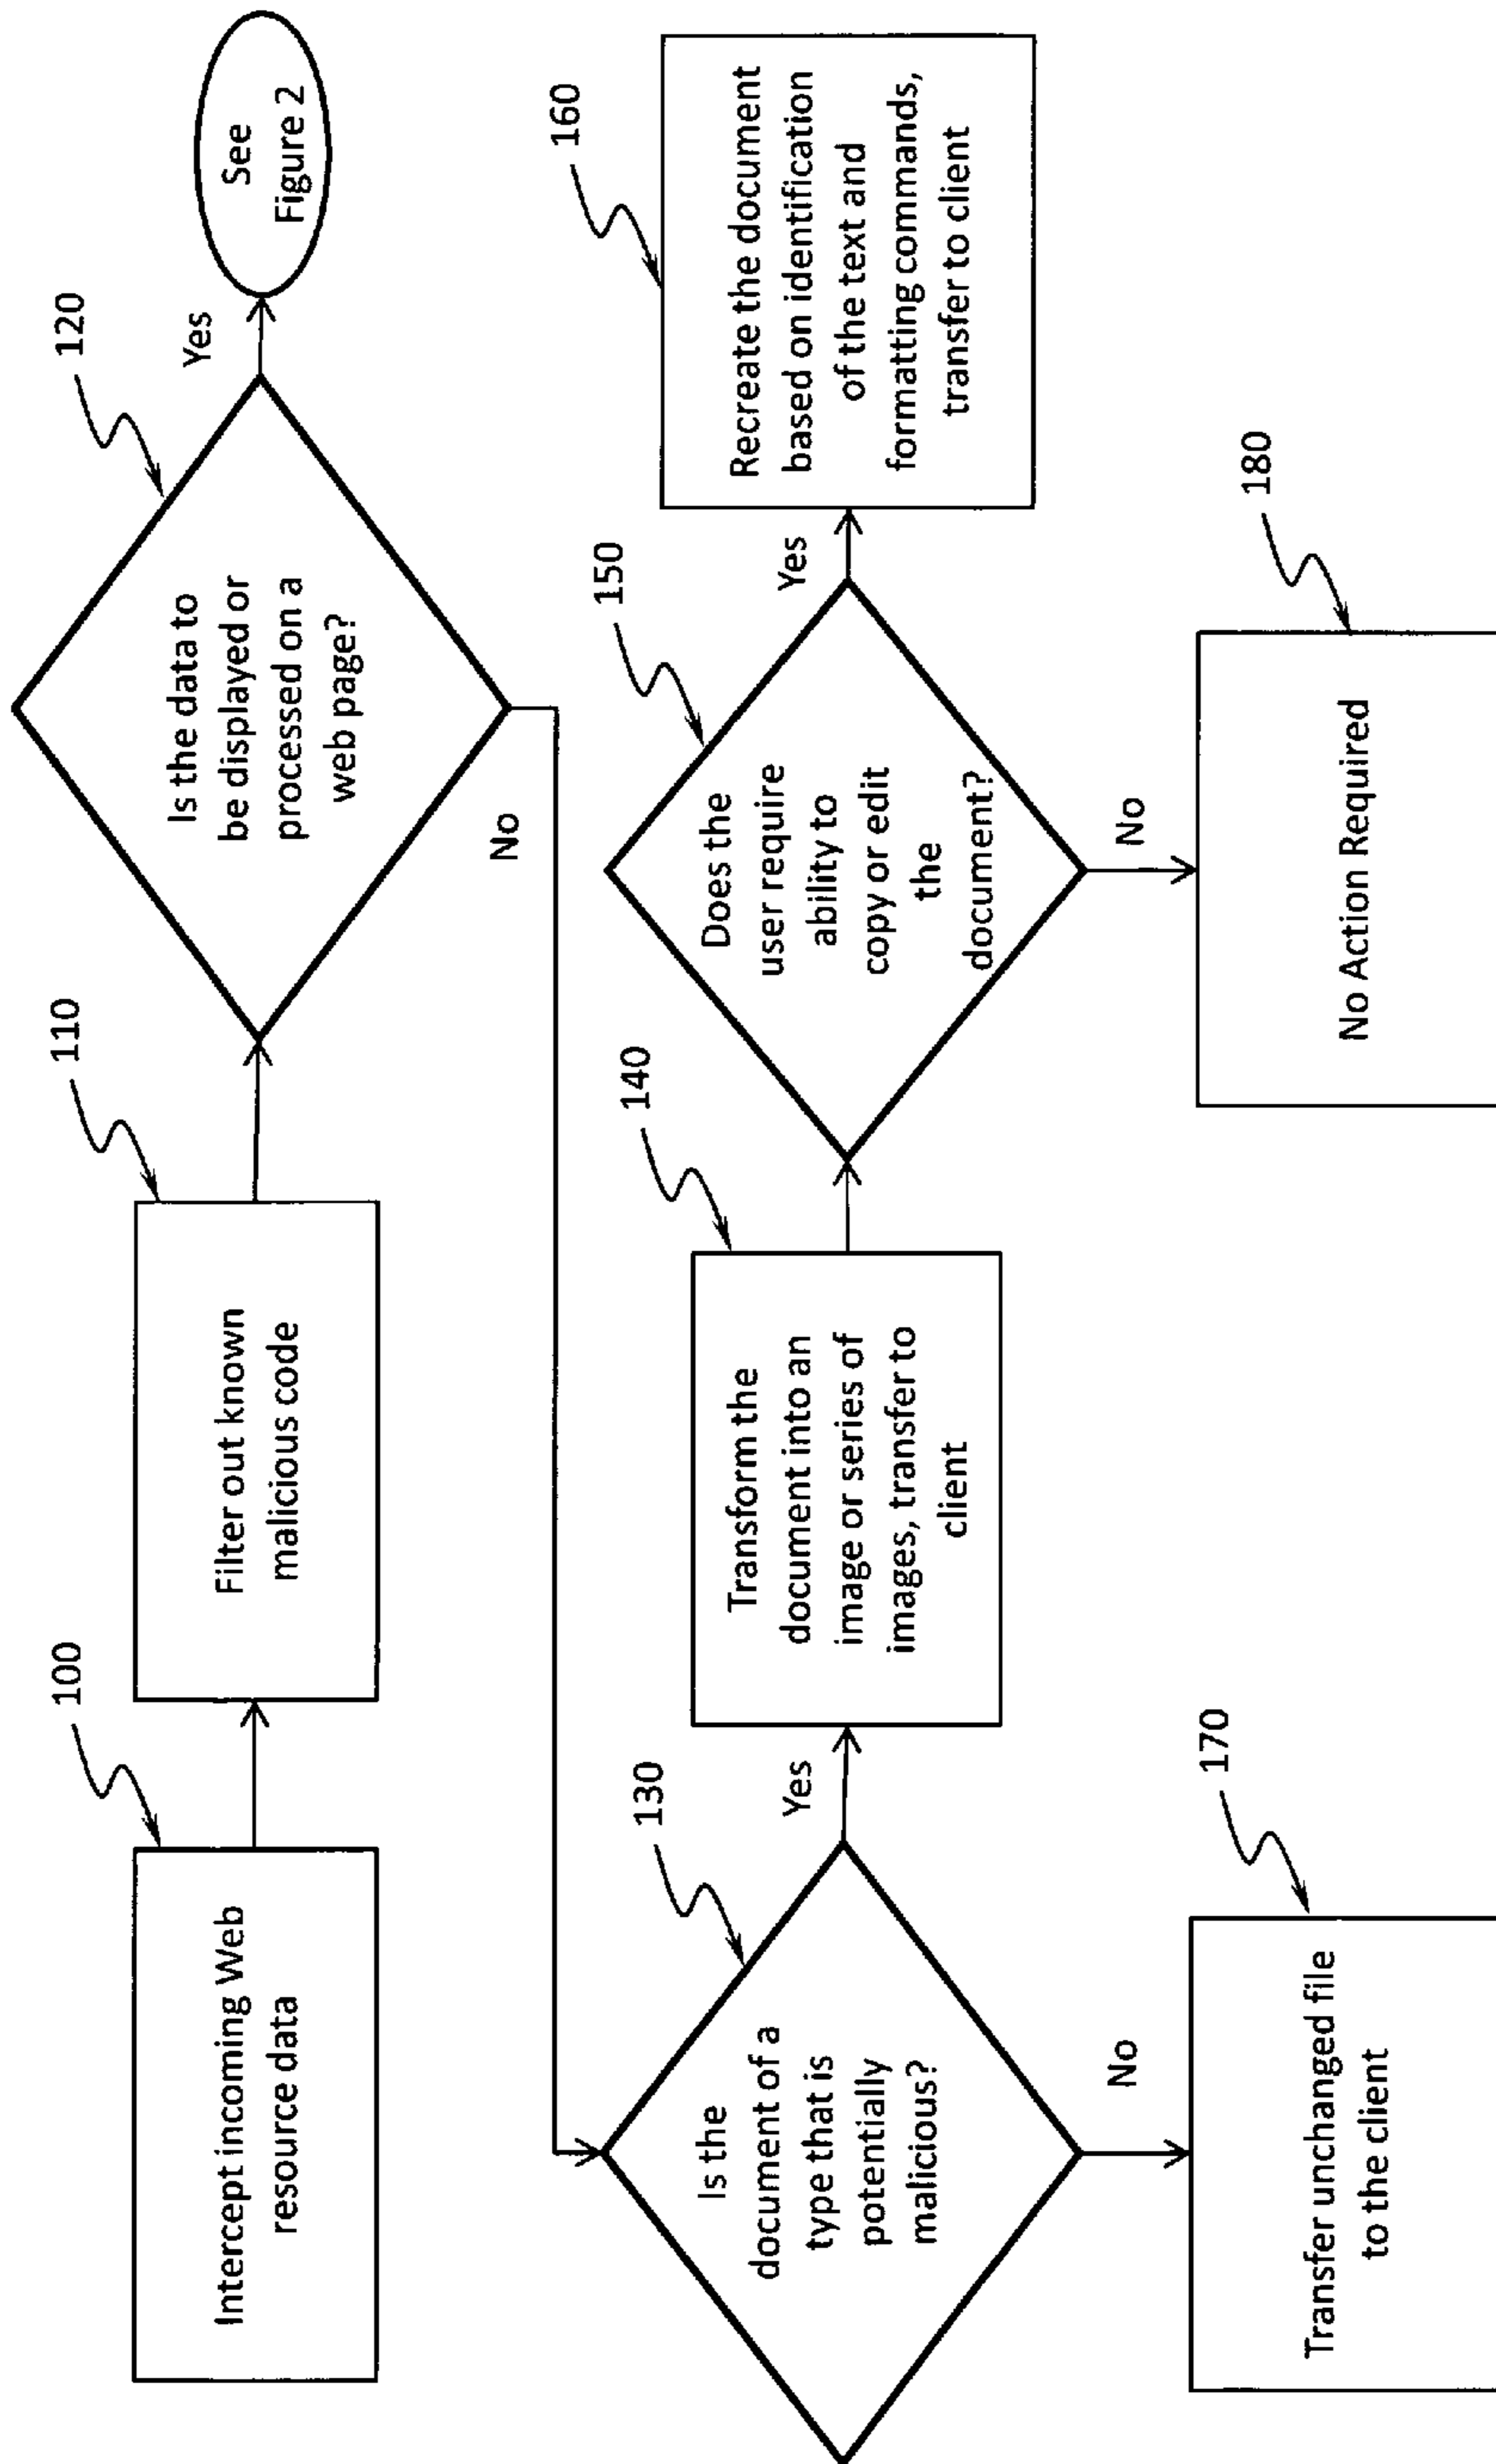 100
Intercept incoming Web
resource data
110
Filter out known
malicious code
120
Is the data to
be displayed or
processed on a
web page?
Yes
See
Figure 2
No
130
Is the
document of a
type that is
potentially
malicious?
Yes
140
Transform the
document into an
image or series of
images, transfer to
client
150
Does the
user require
ability to
copy or edit
the
document?
Yes
160
Recreate the document
based on identification
of the text and
formatting commands,
transfer to client
No
170
Transfer unchanged file
to the client
No
180
No Action Required